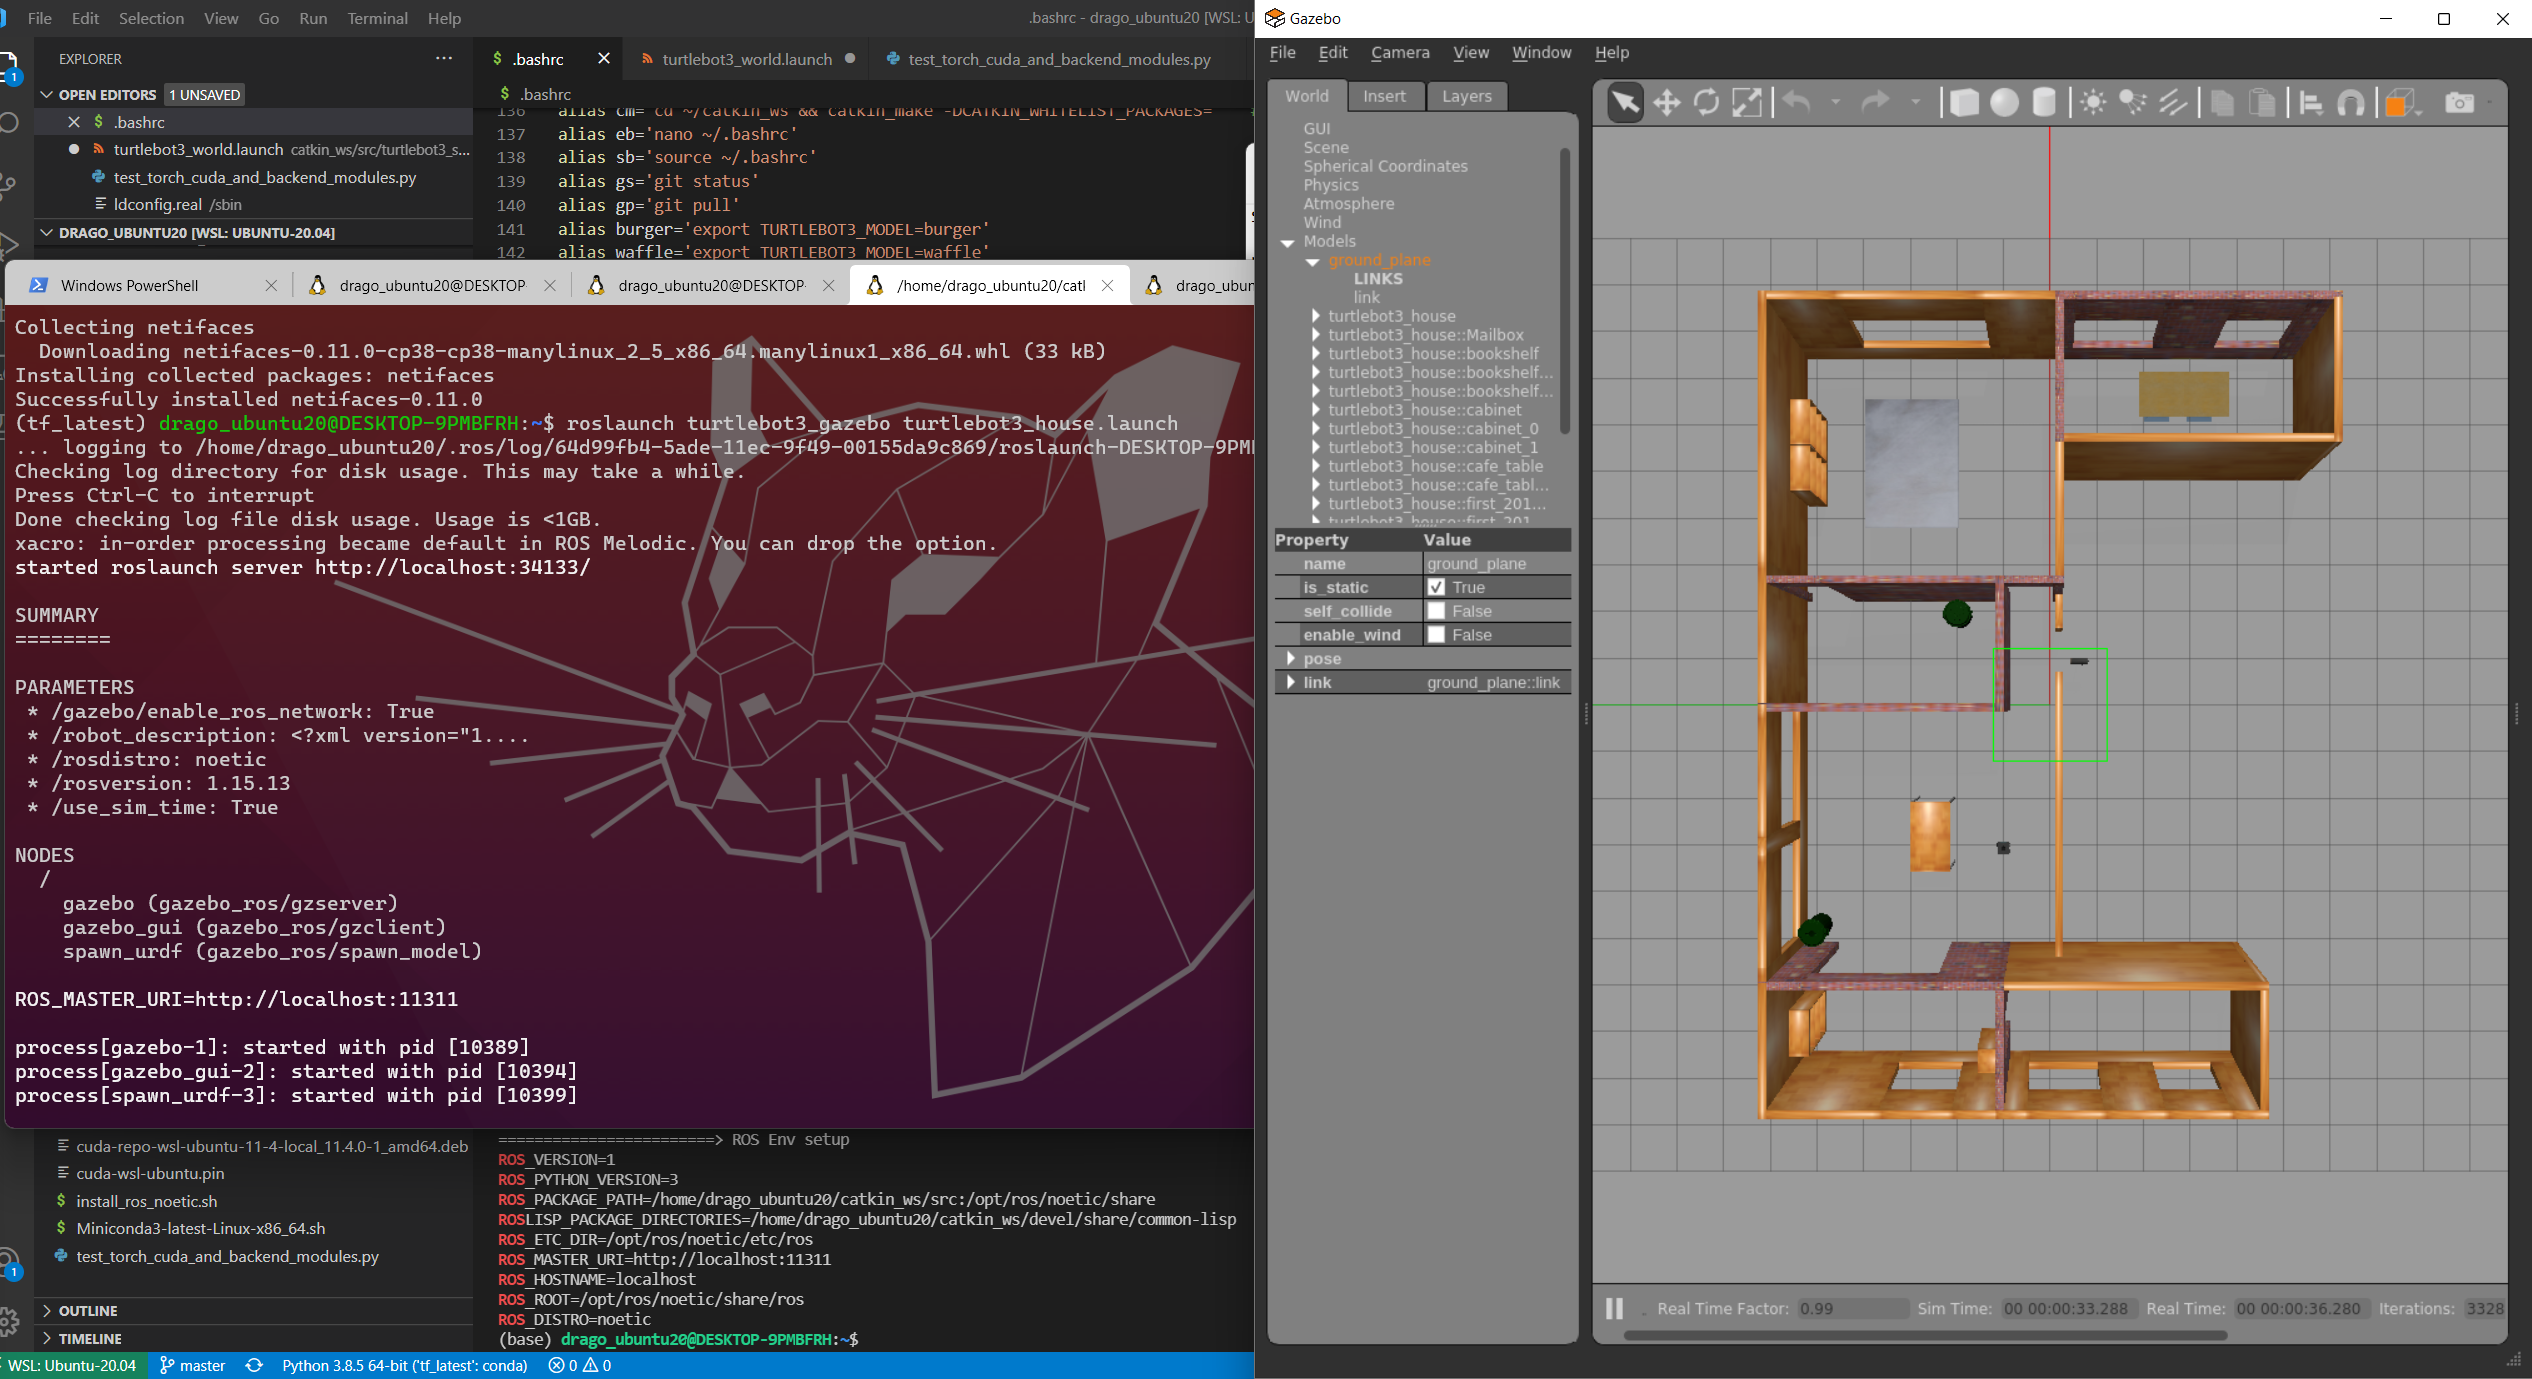 File Edit Selection View Go Run Terminal Help
.bashrc - drago_ubuntu20 [WSL: U
EXPLORER
OPEN EDITORS 1 UNSAVED
$ .bashrc
turtlebot3_world.launch catkin_ws/src/turtlebot3_s...
test_torch_cuda_and_backend_modules.py
ldconfig.real /sbin
DRAGO_UBUNTU20 [WSL: UBUNTU-20.04]
$ .bashrc
turtlebot3_world.launch
test_torch_cuda_and_backend_modules.py
$ .bashrc
136 alias cm='cd ~/catkin_ws && catkin_make -DCATKIN_WHITELIST_PACKAGES=
137 alias eb='nano ~/.bashrc'
138 alias sb='source ~/.bashrc'
139 alias gs='git status'
140 alias gp='git pull'
141 alias burger='export TURTLEBOT3_MODEL=burger'
142 alias waffle='export TURTLEBOT3_MODEL=waffle'
Windows PowerShell
drago_ubuntu20@DESKTOP-
drago_ubuntu20@DESKTOP-
/home/drago_ubuntu20/catl
drago_ubun
Collecting netifaces
Downloading netifaces-0.11.0-cp38-cp38-manylinux_2_5_x86_64.manylinux1_x86_64.whl (33 kB)
Installing collected packages: netifaces
Successfully installed netifaces-0.11.0
(tf_latest) drago_ubuntu20@DESKTOP-9PMBFRH:~$ roslaunch turtlebot3_gazebo turtlebot3_house.launch
... logging to /home/drago_ubuntu20/.ros/log/64d99fb4-5ade-11ec-9f49-00155da9c869/roslaunch-DESKTOP-9PMI
Checking log directory for disk usage. This may take a while.
Press Ctrl-C to interrupt
Done checking log file disk usage. Usage is <1GB.
xacro: in-order processing became default in ROS Melodic. You can drop the option.
started roslaunch server http://localhost:34133/
SUMMARY
========
PARAMETERS
* /gazebo/enable_ros_network: True
* /robot_description: <?xml version="1....
* /rosdistro: noetic
* /rosversion: 1.15.13
* /use_sim_time: True
NODES
/
gazebo (gazebo_ros/gzserver)
gazebo_gui (gazebo_ros/gzclient)
spawn_urdf (gazebo_ros/spawn_model)
ROS_MASTER_URI=http://localhost:11311
process[gazebo-1]: started with pid [10389]
process[gazebo_gui-2]: started with pid [10394]
process[spawn_urdf-3]: started with pid [10399]
cuda-repo-wsl-ubuntu-11-4-local_11.4.0-1_amd64.deb
cuda-wsl-ubuntu.pin
$ install_ros_noetic.sh
$ Miniconda3-latest-Linux-x86_64.sh
test_torch_cuda_and_backend_modules.py
OUTLINE
TIMELINE
========================> ROS Env setup
ROS_VERSION=1
ROS_PYTHON_VERSION=3
ROS_PACKAGE_PATH=/home/drago_ubuntu20/catkin_ws/src:/opt/ros/noetic/share
ROSLISP_PACKAGE_DIRECTORIES=/home/drago_ubuntu20/catkin_ws/devel/share/common-lisp
ROS_ETC_DIR=/opt/ros/noetic/etc/ros
ROS_MASTER_URI=http://localhost:11311
ROS_HOSTNAME=localhost
ROS_ROOT=/opt/ros/noetic/share/ros
ROS_DISTRO=noetic
(base) drago_ubuntu20@DESKTOP-9PMBFRH:~$
1
1
WSL: Ubuntu-20.04 master Python 3.8.5 64-bit ('tf_latest': conda) 0 0
Gazebo
File Edit Camera View Window Help
World Insert Layers
GUI
Scene
Spherical Coordinates
Physics
Atmosphere
Wind
Models
ground_plane
LINKS
link
turtlebot3_house
turtlebot3_house::Mailbox
turtlebot3_house::bookshelf
turtlebot3_house::bookshelf...
turtlebot3_house::bookshelf...
turtlebot3_house::cabinet
turtlebot3_house::cabinet_0
turtlebot3_house::cabinet_1
turtlebot3_house::cafe_table
turtlebot3_house::cafe_tabl...
turtlebot3_house::first_201...
turtlebot3_house::first_201
Property Value
name ground_plane
is_static True
self_collide False
enable_wind False
pose
link ground_plane::link
Real Time Factor: 0.99 Sim Time: 00 00:00:33.288 Real Time: 00 00:00:36.280 Iterations: 3328